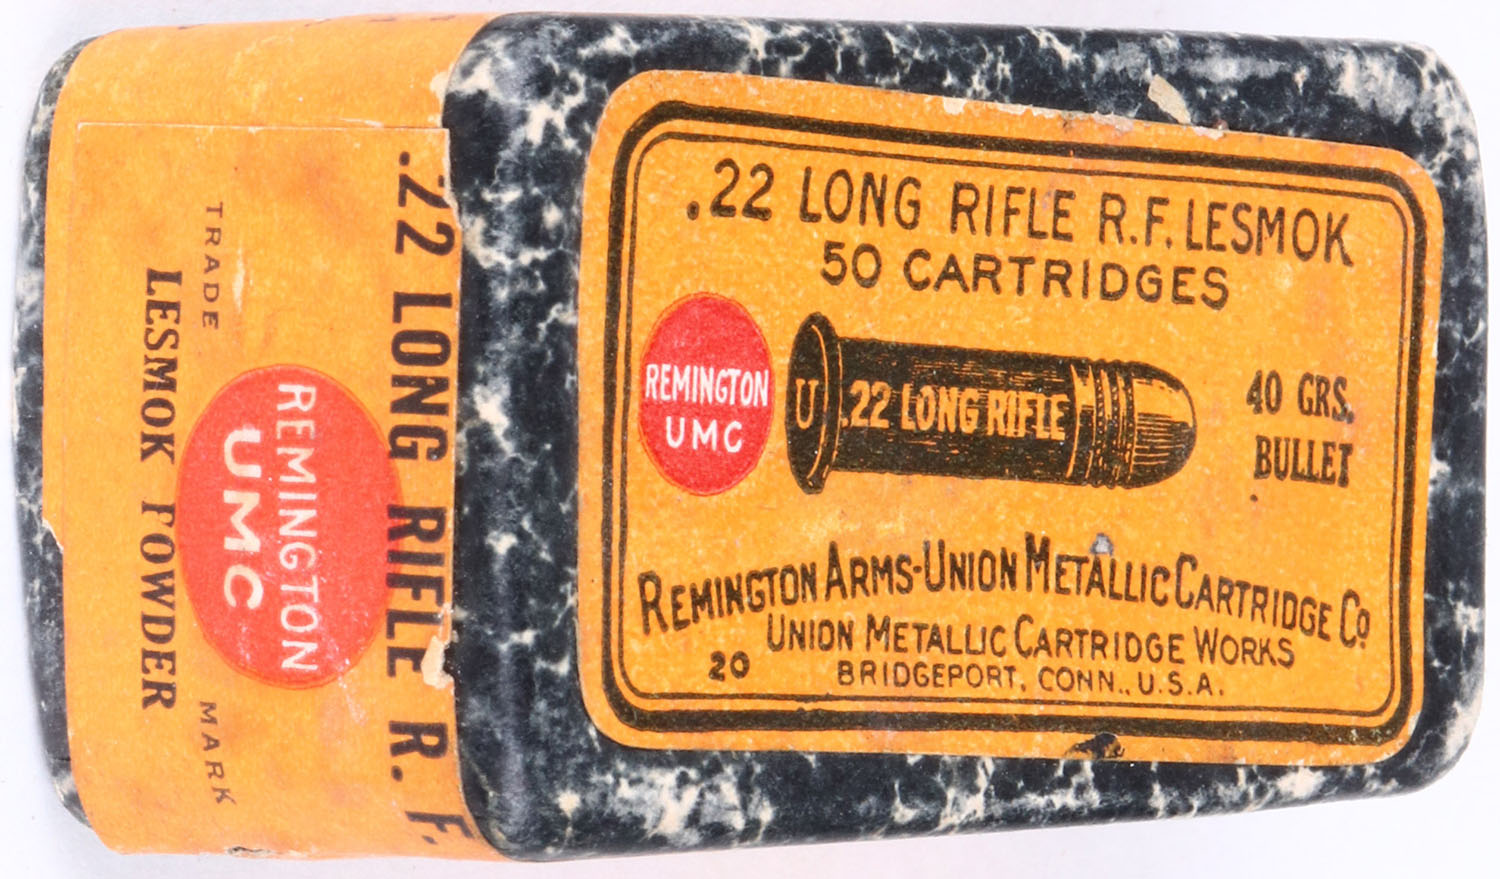 .22 LONG RIFLE R.F. LESMOK
50 CARTRIDGES
REMINGTON
UMC
U
.22 LONG RIFLE
40 GRS.
BULLET
REMINGTON ARMS-UNION METALLIC CARTRIDGE CO.
UNION METALLIC CARTRIDGE WORKS
20
BRIDGEPORT, CONN., U.S.A.
.22 LONG RIFLE R. F.
REMINGTON
UMC
TRADE MARK
LESMOK POWDER